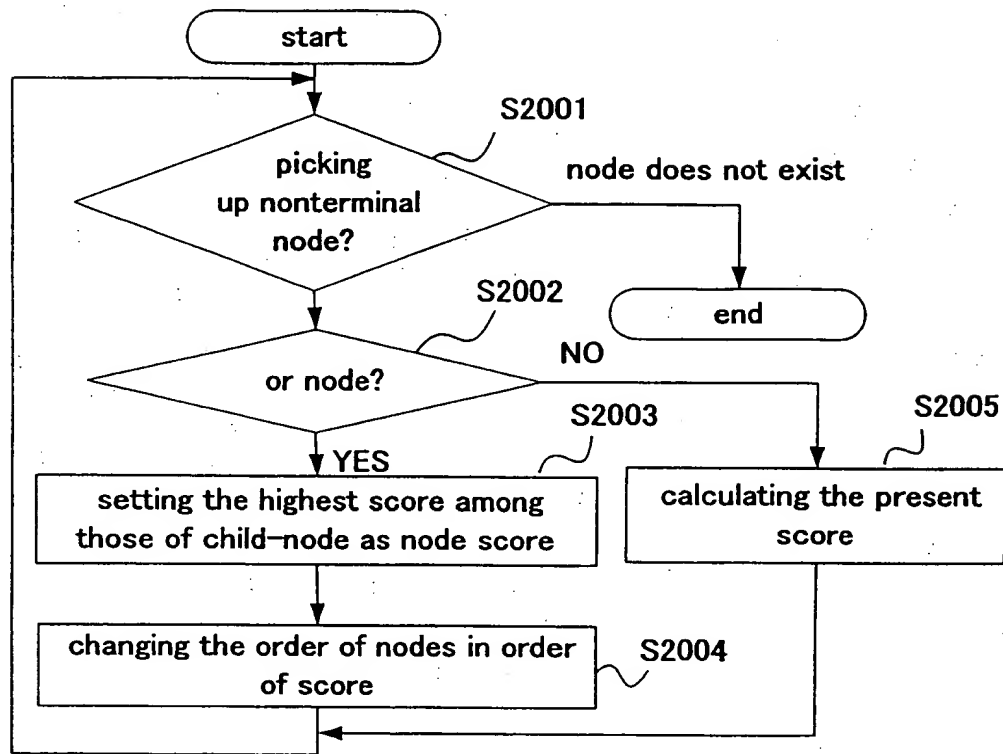 start
S2001
picking
up nonterminal
node?
node does not exist
end
S2002
or node?
NO
YES
S2003
setting the highest score among
those of child-node as node score
S2005
calculating the present
score
changing the order of nodes in order
of score
S2004